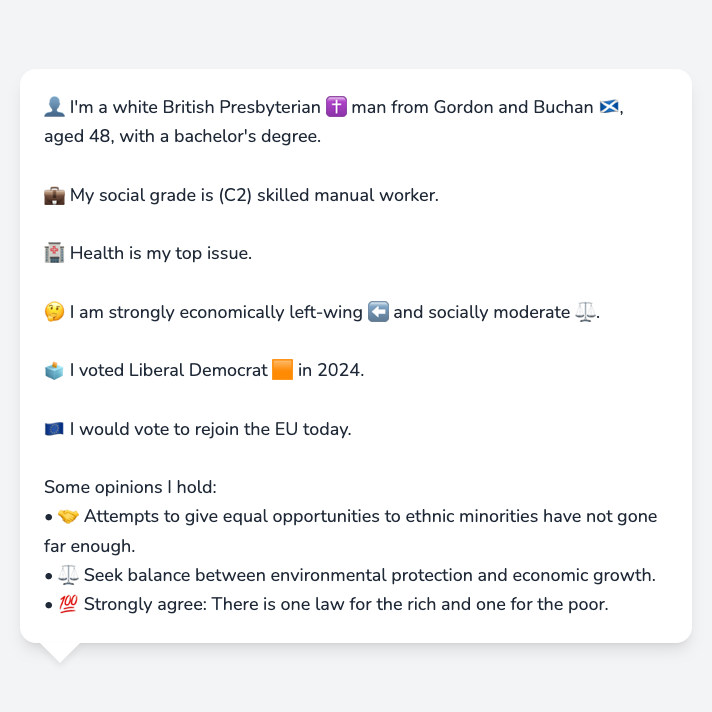 👤 I'm a white British Presbyterian ✝️ man from Gordon and Buchan 🏴󠁧󠁢󠁳󠁣󠁴󠁿,
aged 48, with a bachelor's degree.
💼 My social grade is (C2) skilled manual worker.
🏥 Health is my top issue.
🤔 I am strongly economically left-wing ⬅️ and socially moderate ⚖️.
🗳️ I voted Liberal Democrat 🟧 in 2024.
🇪🇺 I would vote to rejoin the EU today.
Some opinions I hold:
• 🤝 Attempts to give equal opportunities to ethnic minorities have not gone
far enough.
• ⚖️ Seek balance between environmental protection and economic growth.
• 💯 Strongly agree: There is one law for the rich and one for the poor.